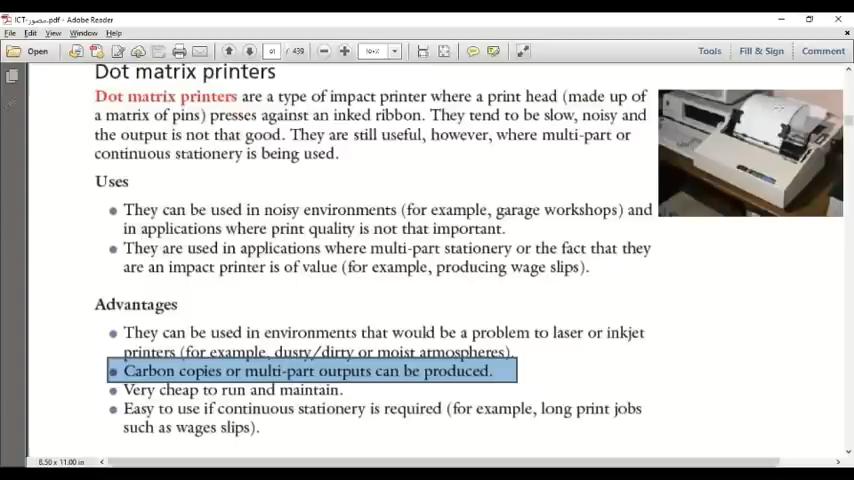 ICT-مصور.pdf - Adobe Reader
File Edit View Window Help
Open
/ 439
Tools Fill & Sign Comment
Dot matrix printers
Dot matrix printers are a type of impact printer where a print head (made up of
a matrix of pins) presses against an inked ribbon. They tend to be slow, noisy and
the output is not that good. They are still useful, however, where multi-part or
continuous stationery is being used.
Uses
They can be used in noisy environments (for example, garage workshops) and
in applications where print quality is not that important.
They are used in applications where multi-part stationery or the fact that they
are an impact printer is of value (for example, producing wage slips).
Advantages
They can be used in environments that would be a problem to laser or inkjet
printers (for example, dusty/dirty or moist atmospheres).
Carbon copies or multi-part outputs can be produced.
Very cheap to run and maintain.
Easy to use if continuous stationery is required (for example, long print jobs
such as wages slips).
8.50 x 11.00 in